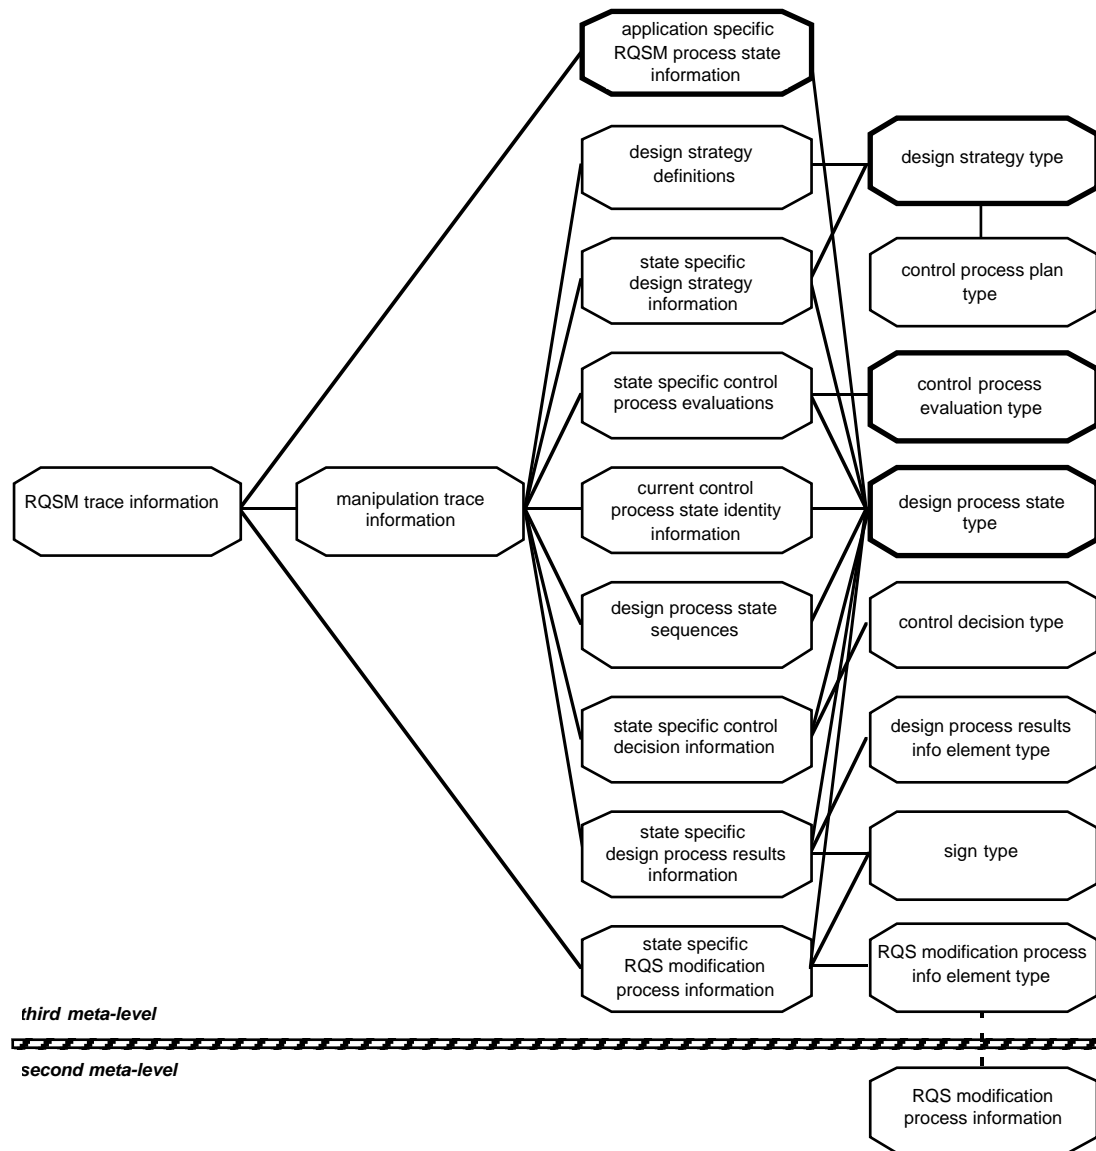 application specific
RQSM process state
information
design strategy
definitions
design strategy type
state specific
design strategy
information
control process plan
type
state specific control
process evaluations
control process
evaluation type
RQSM trace information
manipulation trace
information
current control
process state identity
information
design process state
type
design process state
sequences
control decision type
state specific control
decision information
design process results
info element type
state specific
design process results
information
sign type
state specific
RQS modification
process information
RQS modification process
info element type
third meta-level
second meta-level
RQS modification
process information